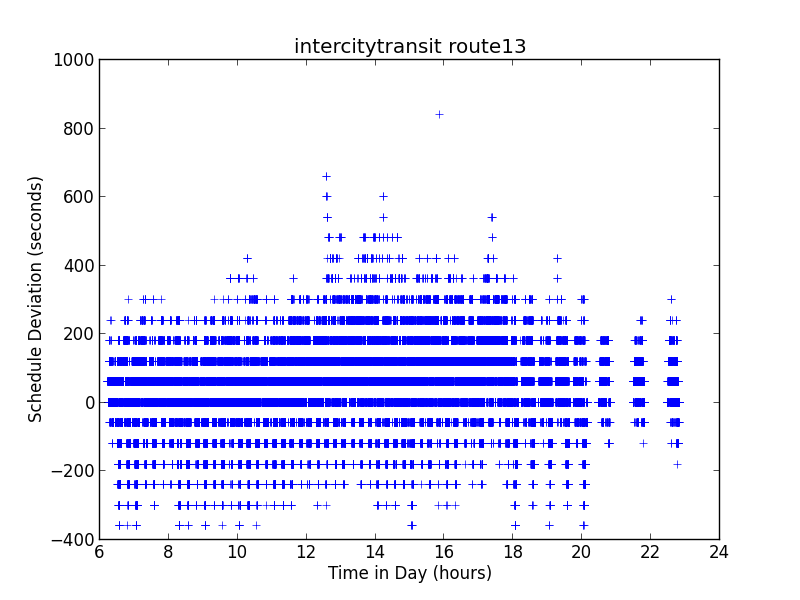 intercitytransit route13
1000
800
600
400
200
0
−200
−400
6 8 10 12 14 16 18 20 22 24
Schedule Deviation (seconds)
Time in Day (hours)